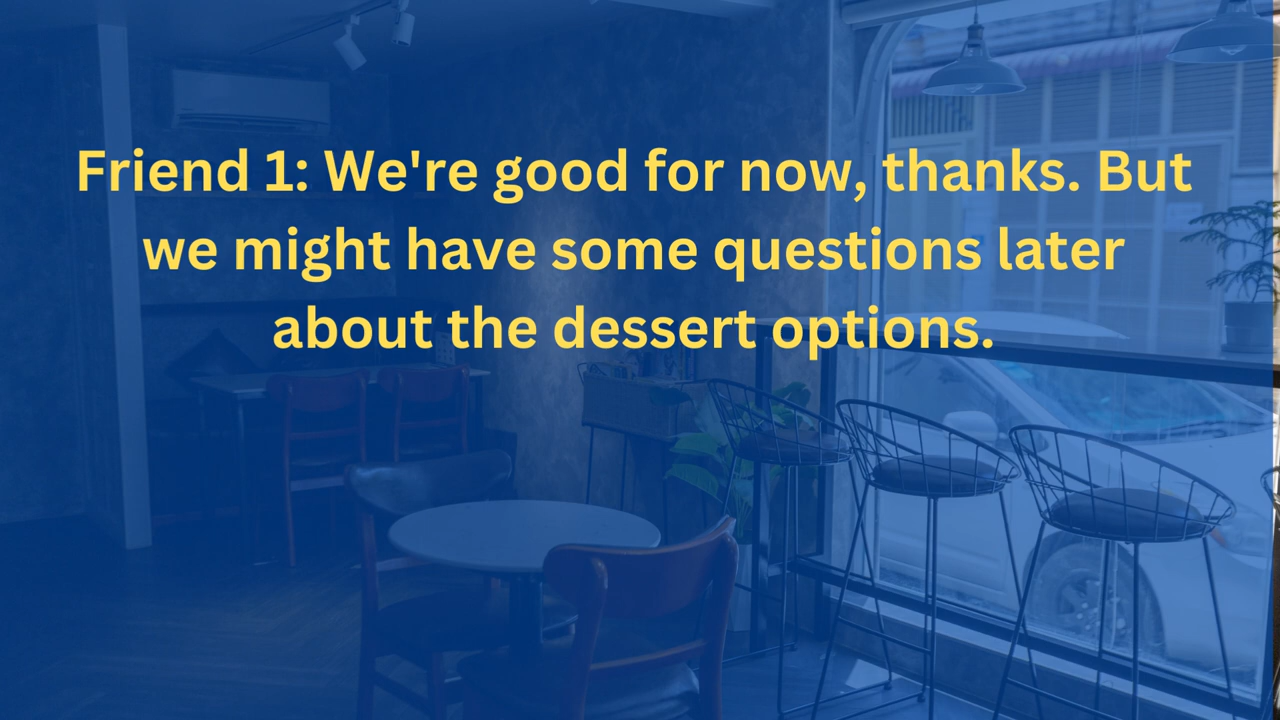 Friend 1: We're good for now, thanks. But
we might have some questions later
about the dessert options.